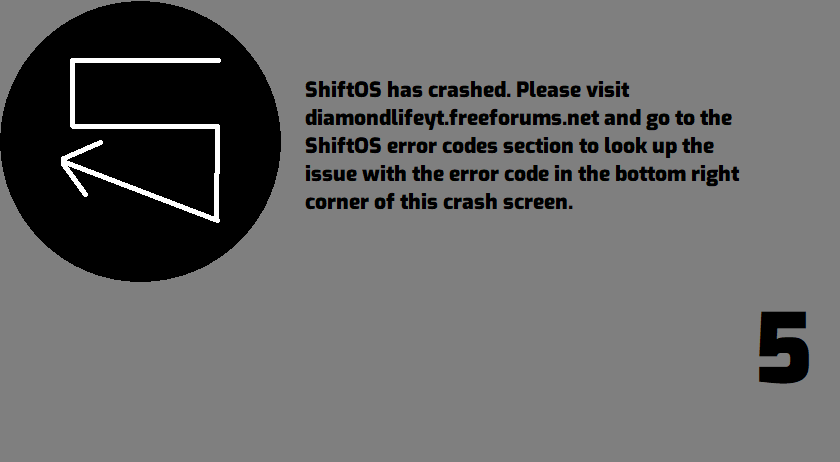 ShiftOS has crashed. Please visit
diamondlifeyt.freeforums.net and go to the
ShiftOS error codes section to look up the
issue with the error code in the bottom right
corner of this crash screen.
5